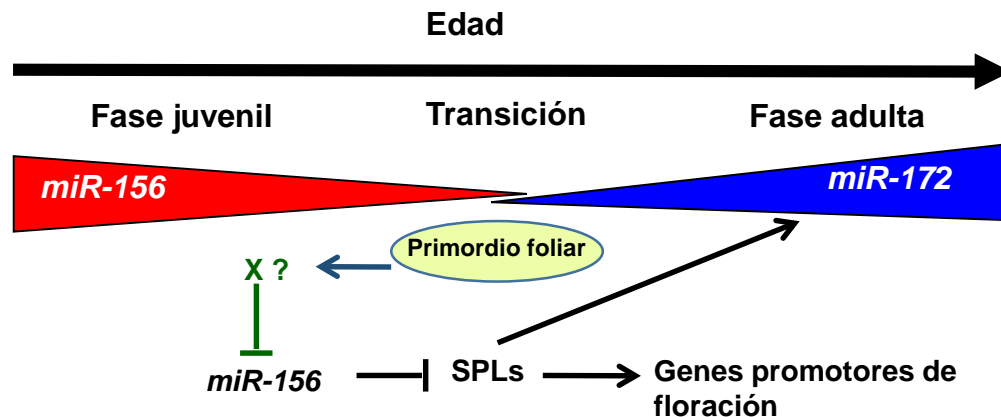 Edad
Fase juvenil
Transición
Fase adulta
miR-156
miR-172
Primordio foliar
X ?
miR-156
SPLs
Genes promotores de
floración